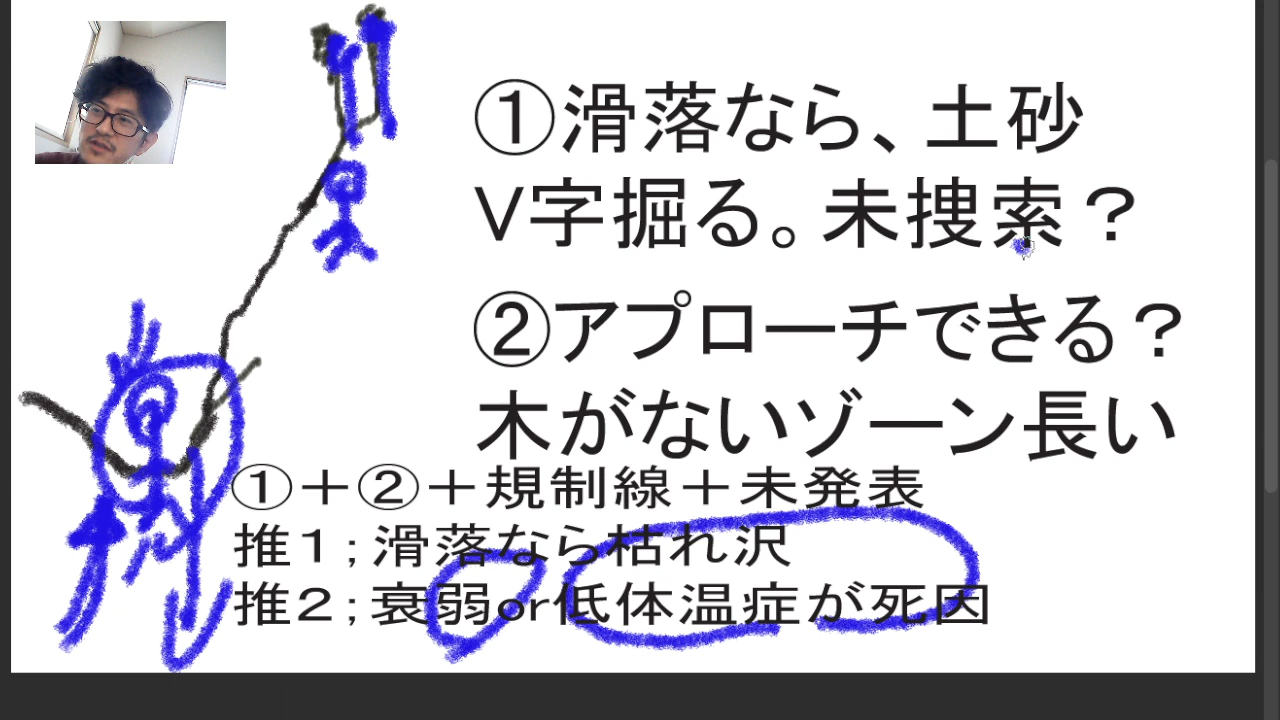 ①滑落なら、土砂
V字掘る。未捜索？
②アプローチできる？
木がないゾーン長い
①＋②＋規制線＋未発表
推1;滑落なら枯れ沢
推2;衰弱or低体温症が死因